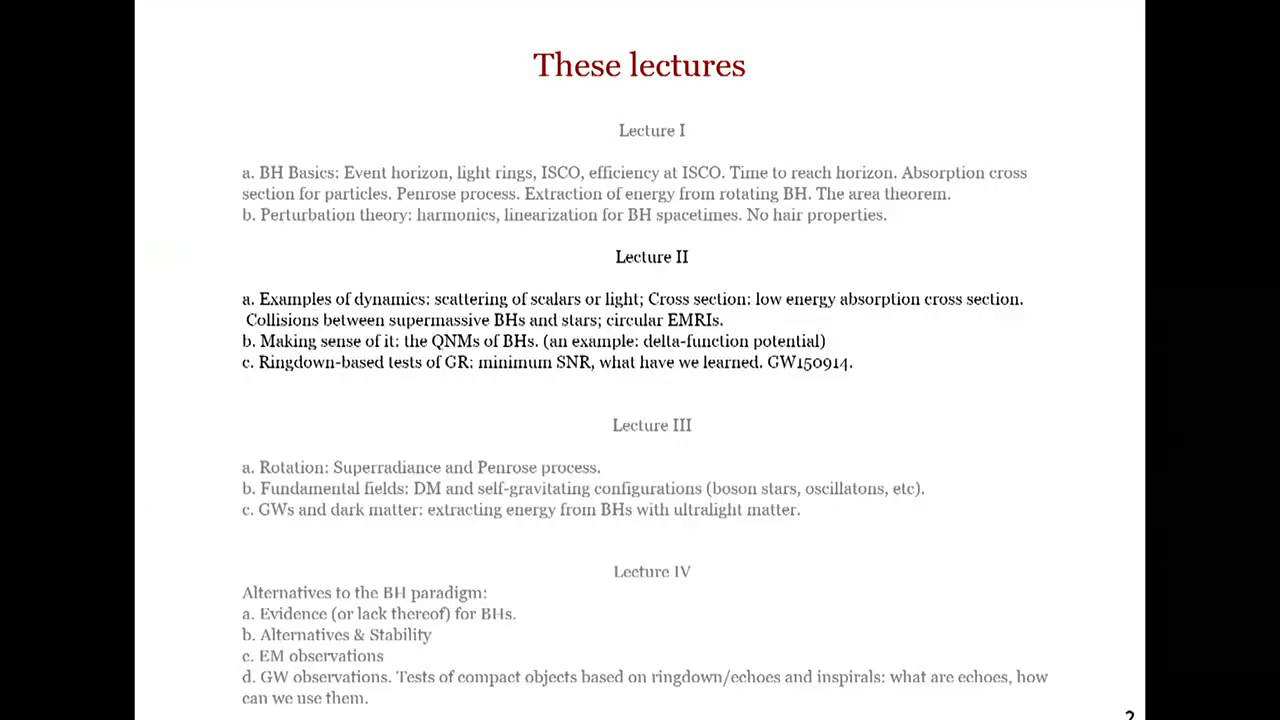 These lectures
Lecture I
a. BH Basics: Event horizon, light rings, ISCO, efficiency at ISCO. Time to reach horizon. Absorption cross
section for particles. Penrose process. Extraction of energy from rotating BH. The area theorem.
b. Perturbation theory: harmonics, linearization for BH spacetimes. No hair properties.
Lecture II
a. Examples of dynamics: scattering of scalars or light; Cross section: low energy absorption cross section.
Collisions between supermassive BHs and stars; circular EMRIs.
b. Making sense of it: the QNMs of BHs. (an example: delta-function potential)
c. Ringdown-based tests of GR: minimum SNR, what have we learned. GW150914.
Lecture III
a. Rotation: Superradiance and Penrose process.
b. Fundamental fields: DM and self-gravitating configurations (boson stars, oscillatons, etc).
c. GWs and dark matter: extracting energy from BHs with ultralight matter.
Lecture IV
Alternatives to the BH paradigm:
a. Evidence (or lack thereof) for BHs.
b. Alternatives & Stability
c. EM observations
d. GW observations. Tests of compact objects based on ringdown/echoes and inspirals: what are echoes, how
can we use them.
2